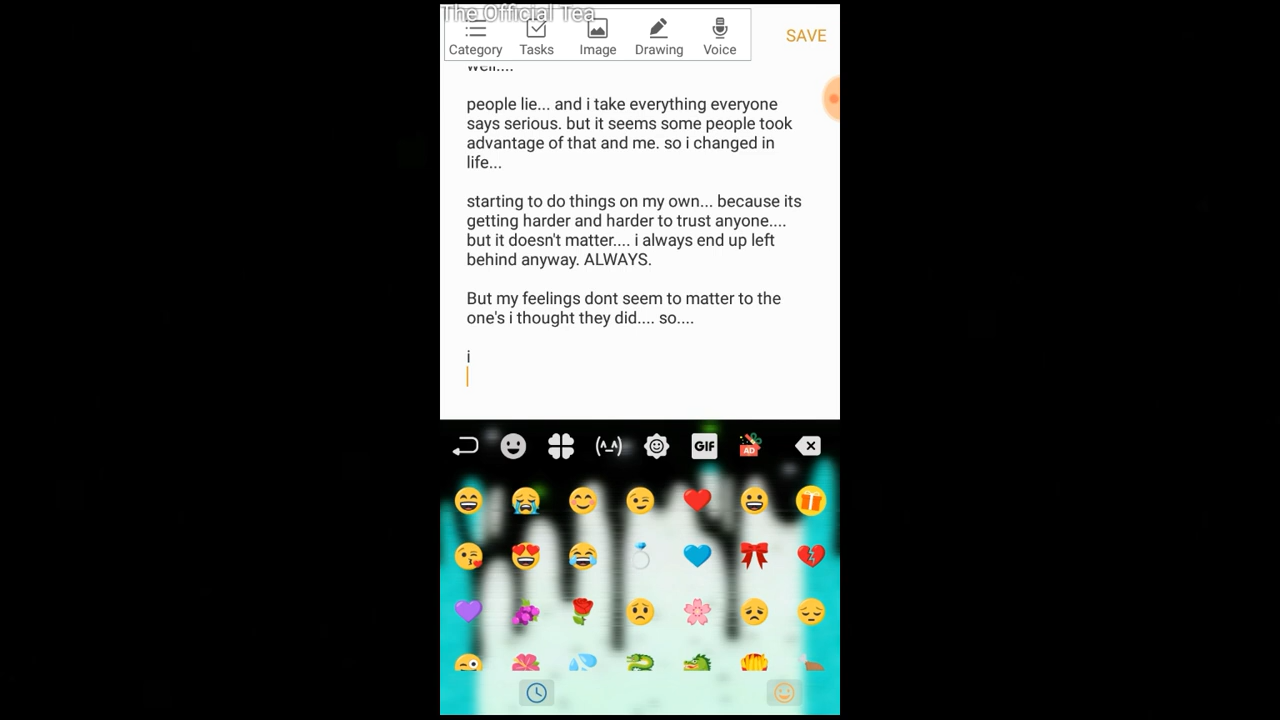 The Official Tea
Category Tasks Image Drawing Voice
SAVE
well....
people lie... and i take everything everyone
says serious. but it seems some people took
advantage of that and me. so i changed in
life...
starting to do things on my own... because its
getting harder and harder to trust anyone....
but it doesn't matter.... i always end up left
behind anyway. ALWAYS.
But my feelings dont seem to matter to the
one's i thought they did.... so....
i
GIF
AD